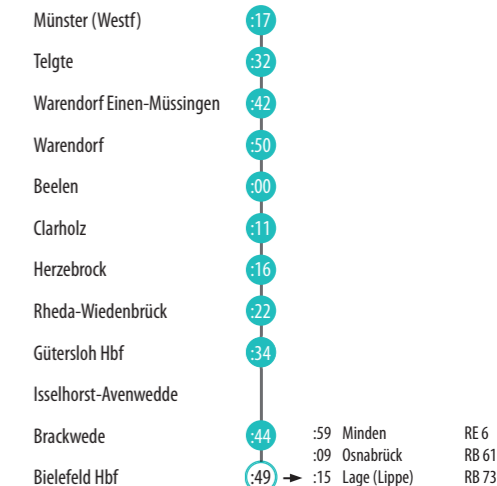 Münster (Westf) :17
Telgte :32
Warendorf Einen-Müssingen :42
Warendorf :50
Beelen :00
Clarholz :11
Herzebrock :16
Rheda-Wiedenbrück :22
Gütersloh Hbf :34
Isselhorst-Avenwedde
Brackwede :44 :59 Minden RE 6
:09 Osnabrück RB 61
Bielefeld Hbf :49 :15 Lage (Lippe) RB 73